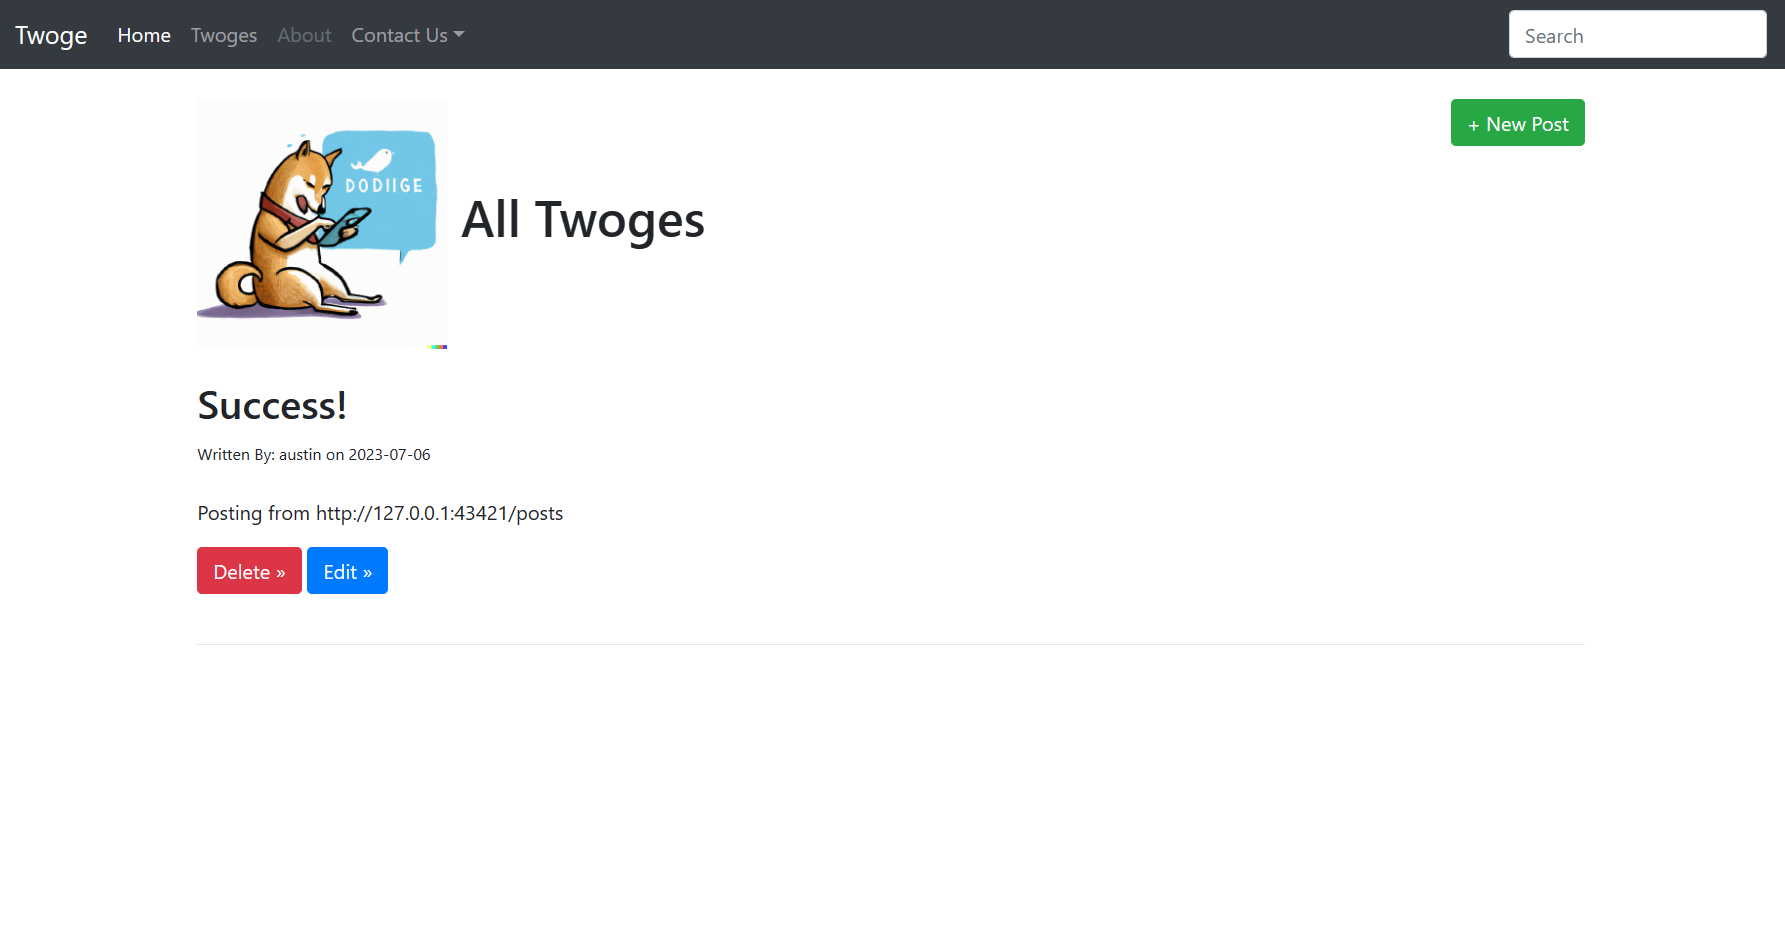 Twoge Home Twoges About Contact Us Search
+ New Post
DODIIGE
All Twoges
Success!
Written By: austin on 2023-07-06
Posting from http://127.0.0.1:43421/posts
Delete » Edit »